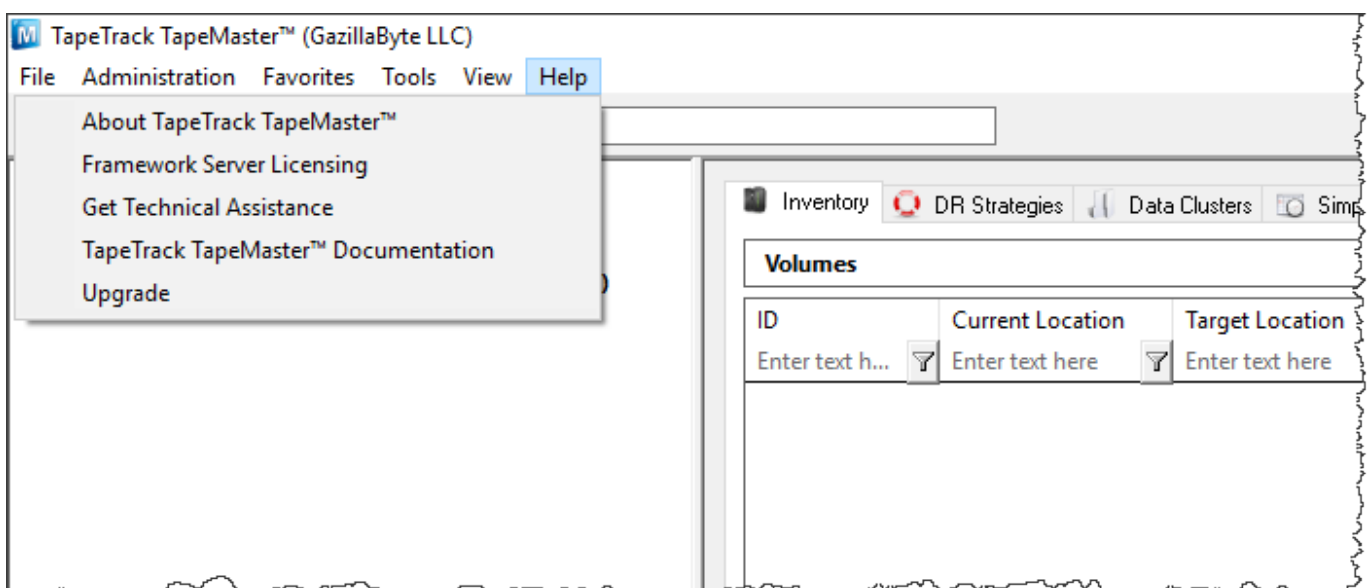 TapeTrack TapeMaster™ (GazillaByte LLC)
File Administration Favorites Tools View Help
About TapeTrack TapeMaster™
Framework Server Licensing
Get Technical Assistance
TapeTrack TapeMaster™ Documentation
Upgrade
Inventory DR Strategies Data Clusters
Volumes
ID Current Location Target Location
Enter text h... Enter text here Enter text here